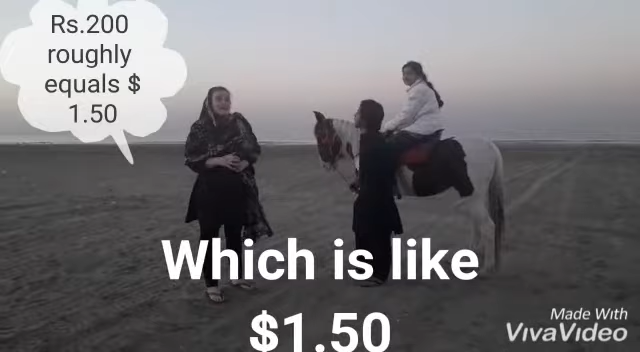 Rs.200
roughly
equals $
1.50
Which is like
$1.50
Made With
VivaVideo